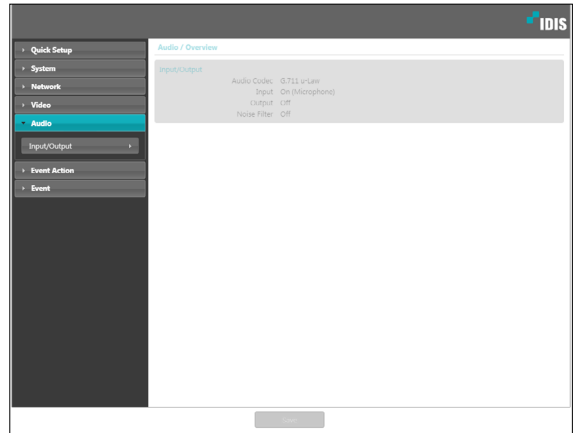 IDIS
Quick Setup
System
Network
Video
Audio
Input/Output
Event Action
Event
Audio / Overview
Input/Output
Audio Codec G.711 u-Law
Input On (Microphone)
Output Off
Noise Filter Off
Save